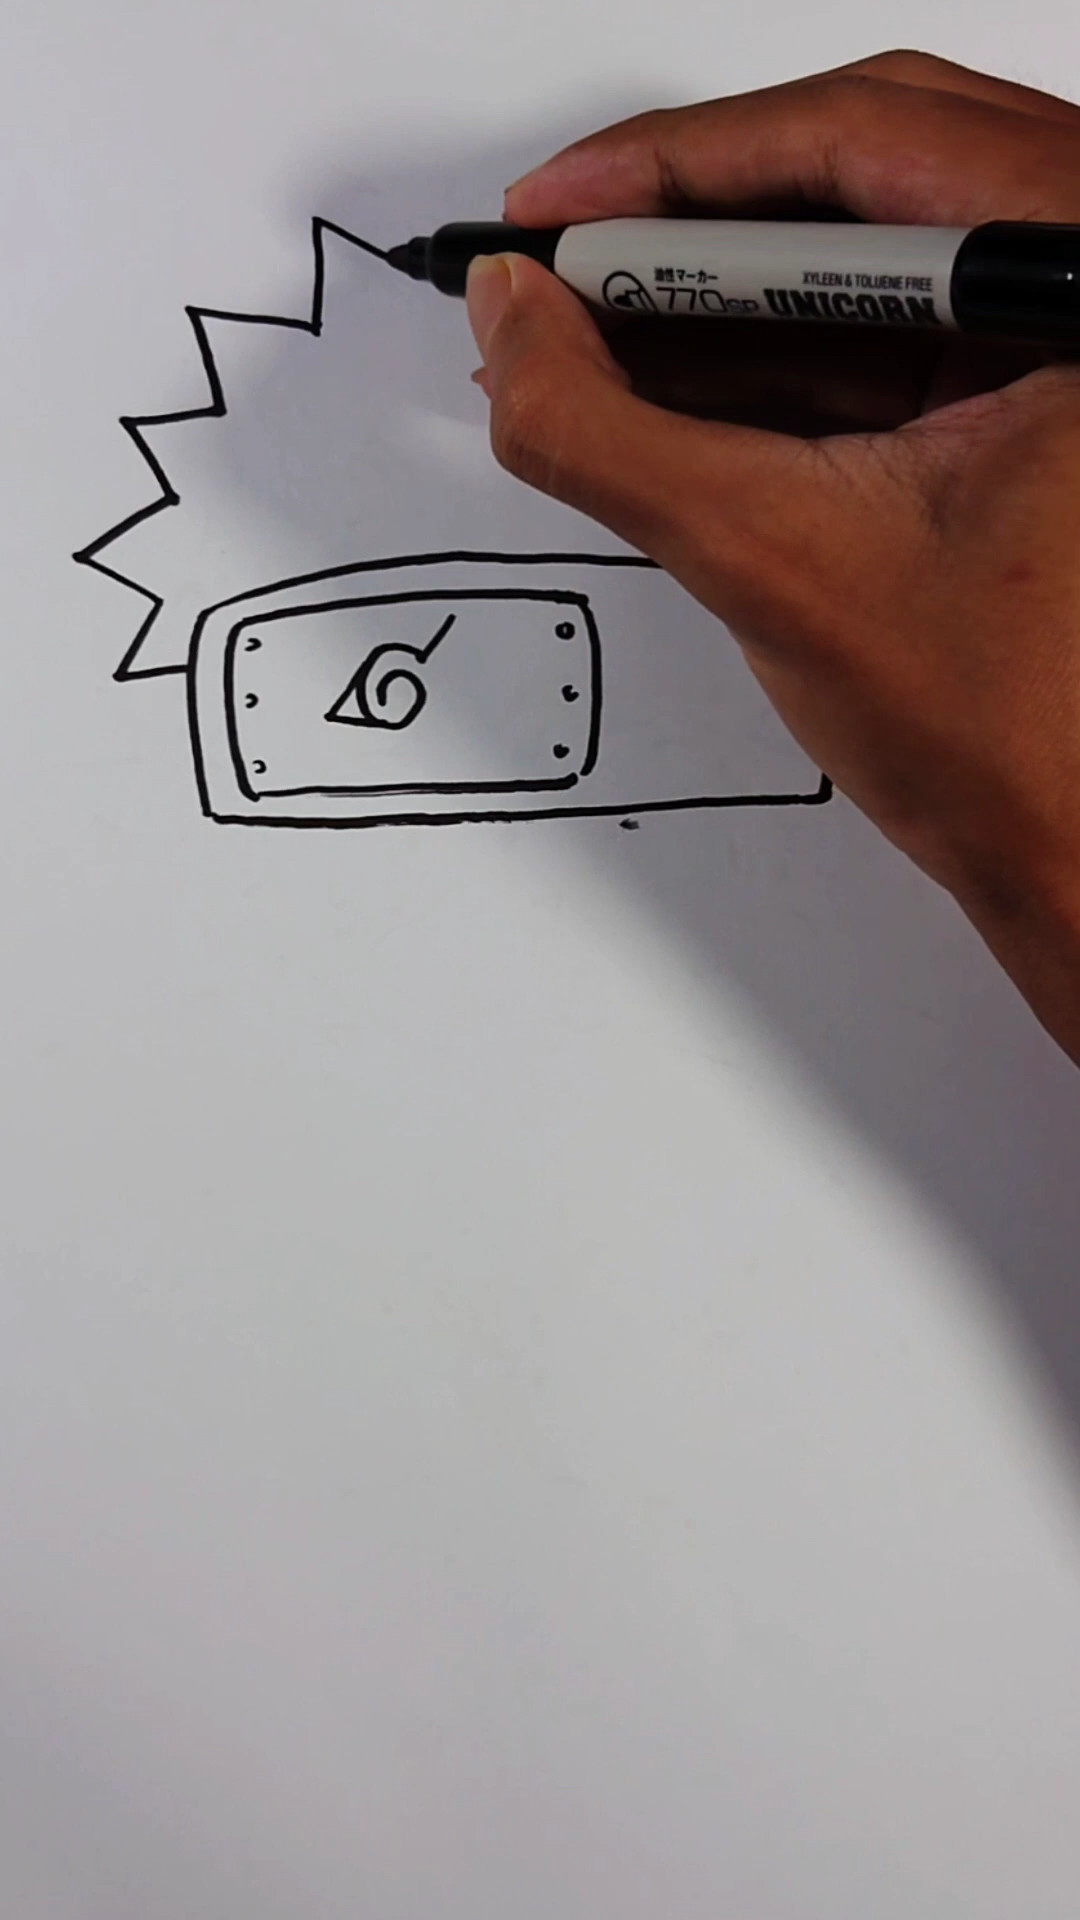 油性マーカー
770SP
XYLEEN & TOLUENE FREE
UNICORN